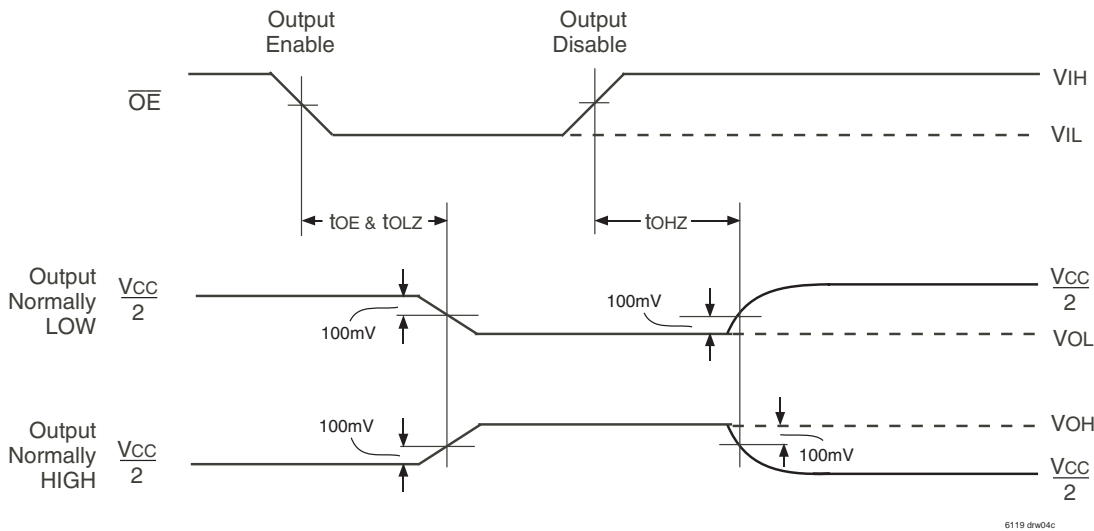 Output
Enable
Output
Disable
OE
VIH
VIL
tOE & tOLZ
tOHZ
Output
Normally
LOW
VCC
2
100mV
100mV
VCC
2
VOL
Output
Normally
HIGH
VCC
2
100mV
100mV
VOH
VCC
2
6119 drw04c